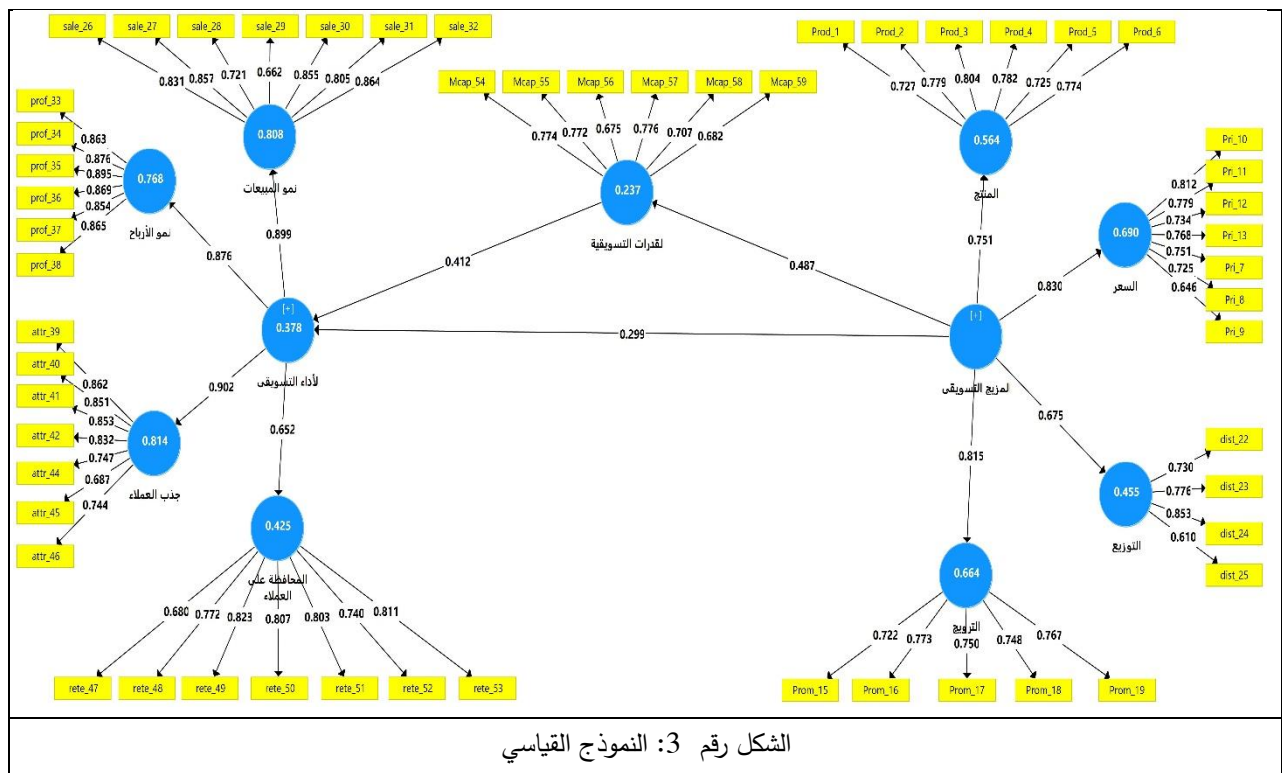 sale_26 sale_27 sale_28 sale_29 sale_30 sale_31 sale_32
0.831 0.857 0.721 0.662 0.855 0.805 0.864
0.808
نمو المبيعات
prof_33
prof_34
prof_35
prof_36
prof_37
prof_38
0.863
0.876
0.895
0.869
0.854
0.865
0.768
نمو الأرباح
0.876
0.899
Mcap_54 Mcap_55 Mcap_56 Mcap_57 Mcap_58 Mcap_59
0.774 0.772 0.675 0.776 0.707 0.682
0.237
لقدرات التسويقية
0.412
0.487
Prod_1 Prod_2 Prod_3 Prod_4 Prod_5 Prod_6
0.727 0.779 0.804 0.782 0.725 0.774
0.564
المنتج
0.751
Pri_10
Pri_11
Pri_12
Pri_13
Pri_7
Pri_8
Pri_9
0.812
0.779
0.734
0.768
0.751
0.725
0.646
0.690
السعر
0.830
[+]
0.378
لأداء التسويقي
0.299
[+]
لمزيج التسويقي
attr_39
attr_40
attr_41
attr_42
attr_44
attr_45
attr_46
0.862
0.851
0.853
0.832
0.747
0.687
0.744
0.814
جذب العملاء
0.902
0.652
0.425
المحافظة على
العملاء
0.680 0.772 0.823 0.807 0.803 0.740 0.811
rete_47 rete_48 rete_49 rete_50 rete_51 rete_52 rete_53
0.675
0.455
التوزيع
0.730
0.776
0.853
0.610
dist_22
dist_23
dist_24
dist_25
0.815
0.664
الترويج
0.722 0.773 0.750 0.748 0.767
Prom_15 Prom_16 Prom_17 Prom_18 Prom_19
الشكل رقم 3: النموذج القياسي